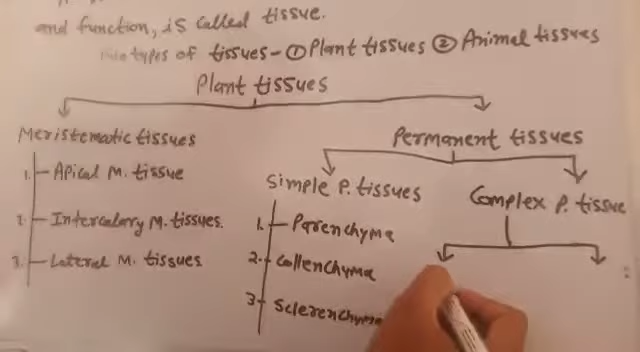 and function, is called tissue.
types of tissues - ① Plant tissues ② Animal tissues
Plant tissues
Meristematic tissues
1. Apical M. tissue
2. Intercalary M. tissues.
3. Lateral M. tissues
Permanent tissues
Simple P. tissues
1. Parenchyma
2. Collenchyma
3. Sclerenchyma
Complex P. tissue